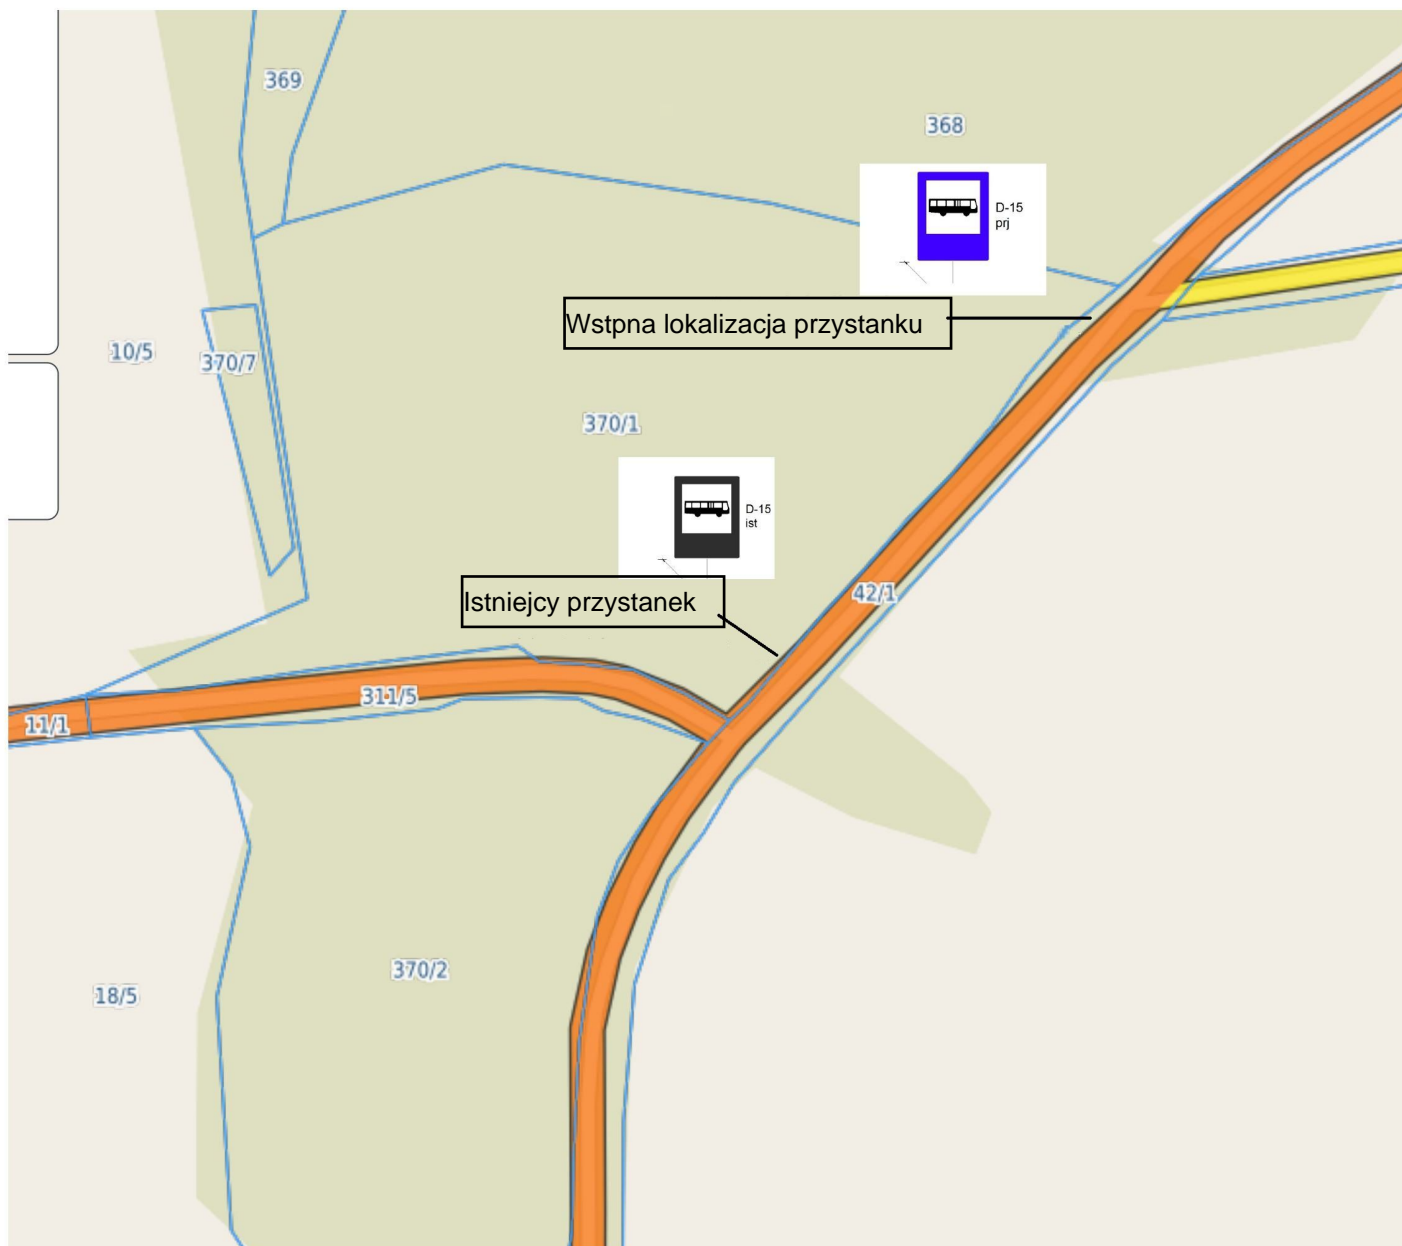 369
368
D-15
prj
Wstpna lokalizacja przystanku
10/5
370/7
370/1
D-15
ist
42/1
Istniejcy przystanek
311/5
11/1
370/2
18/5